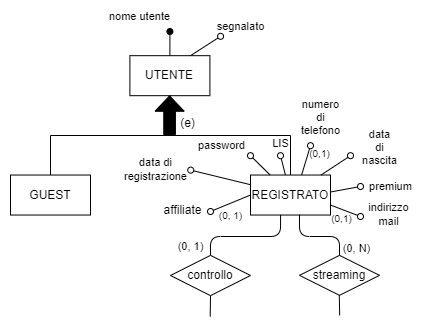 nome utente
segnalato
UTENTE
(e)
numero
di
telefono
(0,1)
password
LIS
data
di
nascita
data di
registrazione
GUEST
REGISTRATO
premium
affiliate
(0, 1)
(0,1)
indirizzo
mail
(0, 1)
(0, N)
controllo
streaming